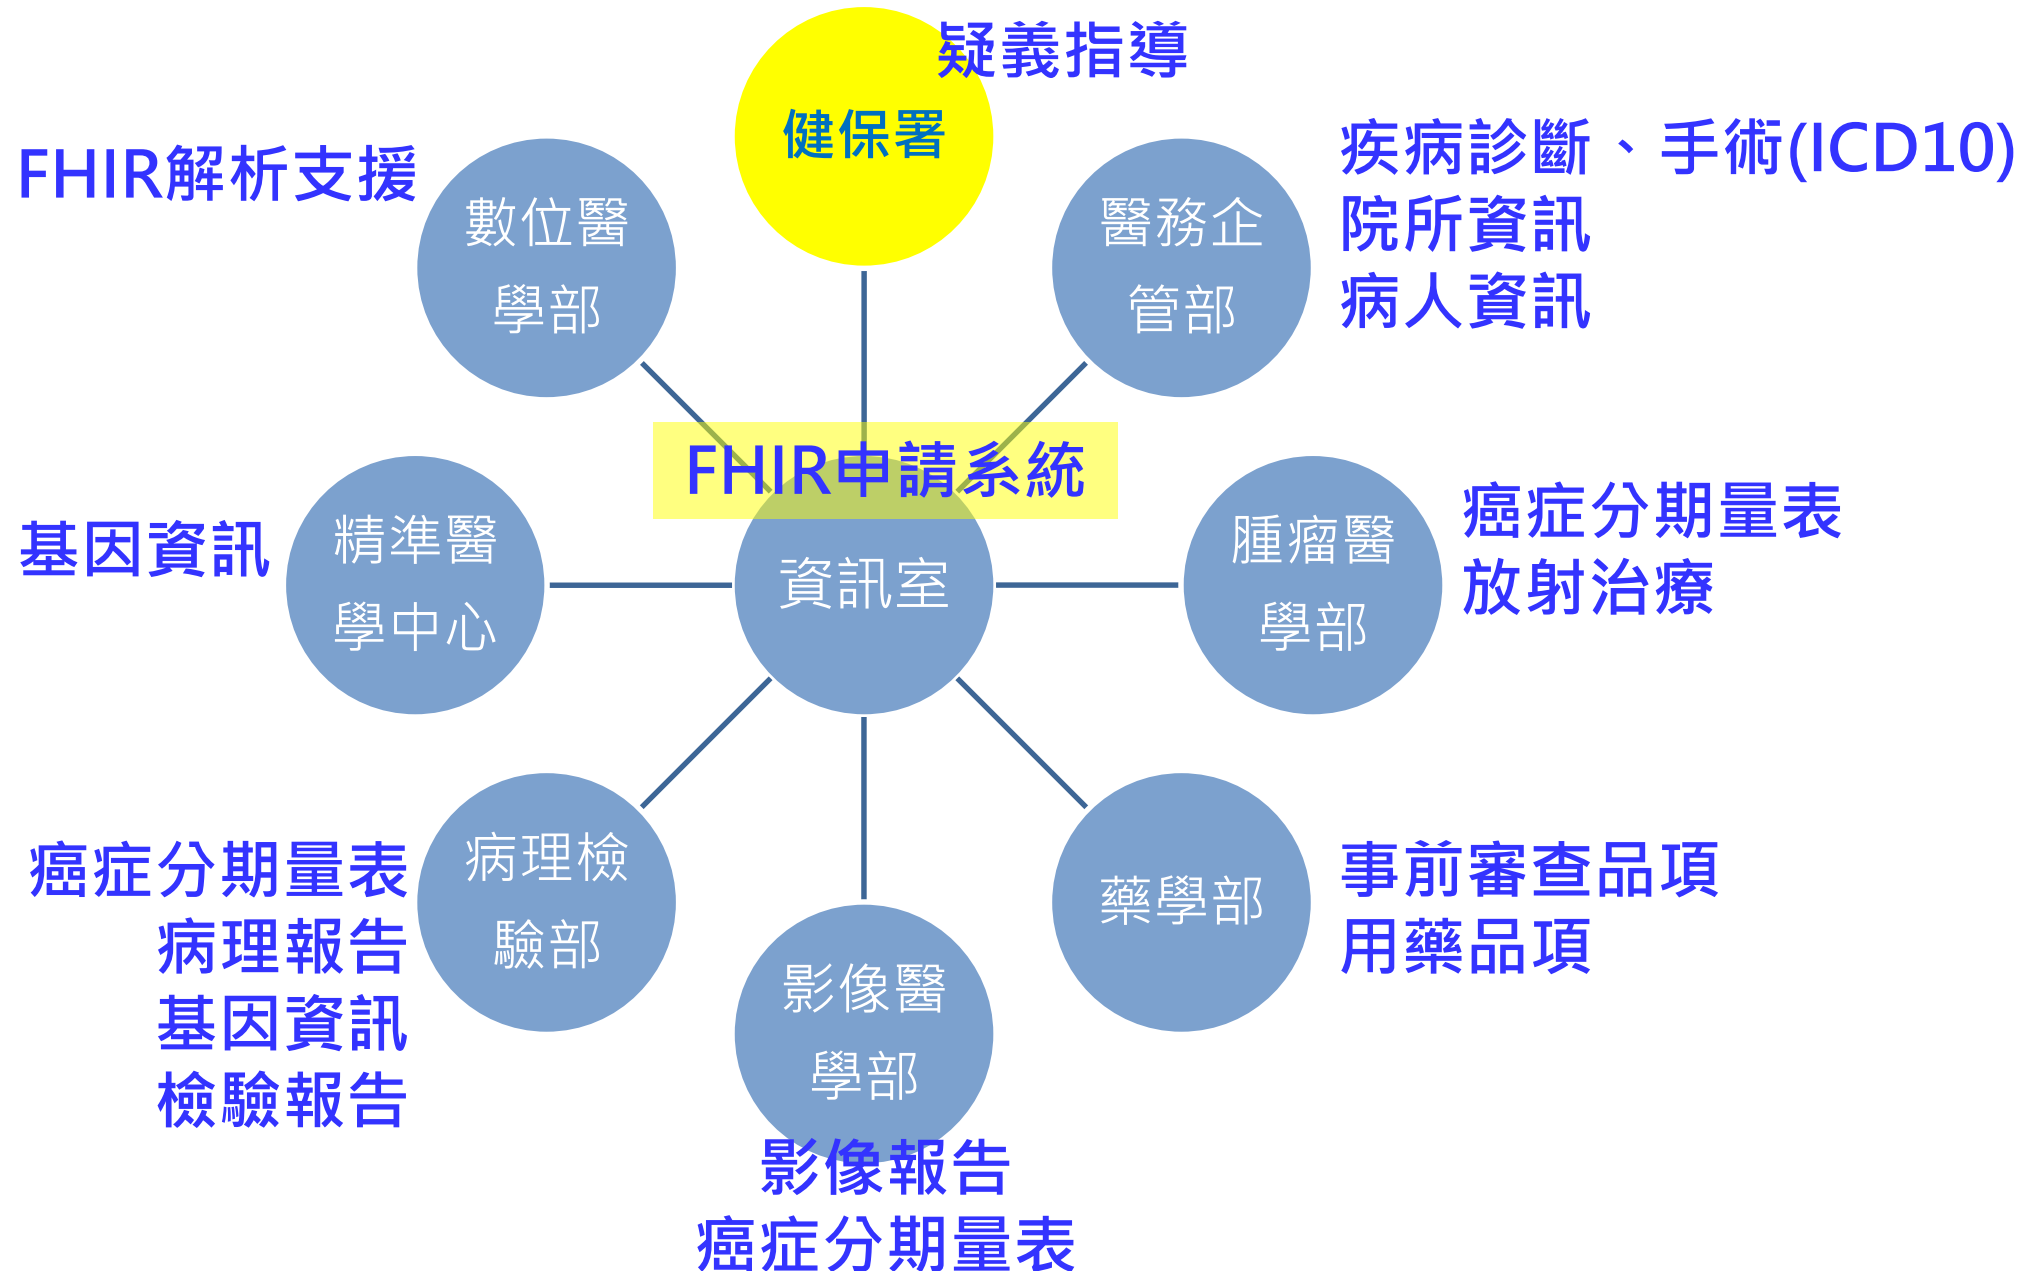 疑義指導
健保署
FHIR解析支援
數位醫
學部
醫務企
管部
疾病診斷、手術(ICD10)
院所資訊
病人資訊
FHIR申請系統
資訊室
基因資訊
精準醫
學中心
腫瘤醫
學部
癌症分期量表
放射治療
癌症分期量表
病理報告
基因資訊
檢驗報告
病理檢
驗部
藥學部
事前審查品項
用藥品項
影像醫
學部
影像報告
癌症分期量表